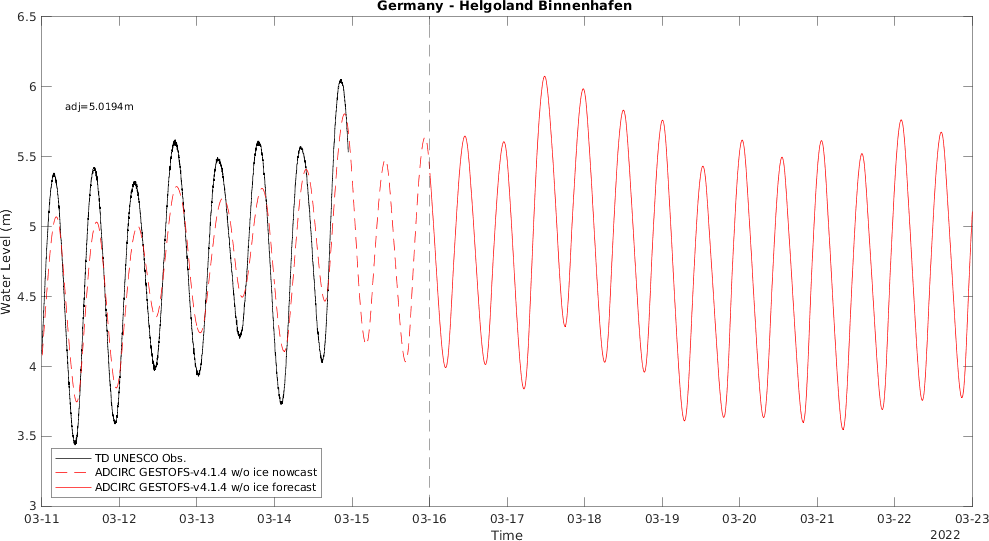 Germany - Helgoland Binnenhafen
6.5
6
5.5
5
4.5
4
3.5
3
Water Level (m)
adj=5.0194m
TD UNESCO Obs.
ADCIRC GESTOFS-v4.1.4 w/o ice nowcast
ADCIRC GESTOFS-v4.1.4 w/o ice forecast
03-11 03-12 03-13 03-14 03-15 03-16 03-17 03-18 03-19 03-20 03-21 03-22 03-23
Time
2022